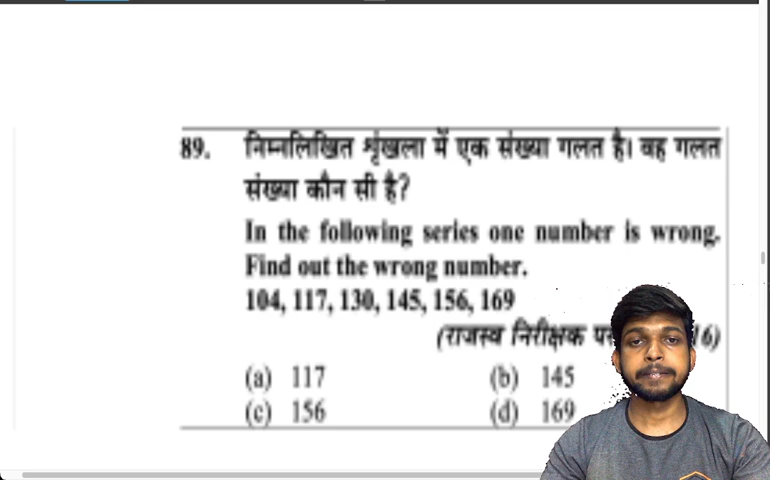 89. निम्नलिखित शृंखला में एक संख्या गलत है। वह गलत
संख्या कौन सी है?
In the following series one number is wrong.
Find out the wrong number.
104, 117, 130, 145, 156, 169
(राजस्व निरीक्षक 16)
(a) 117 (b) 145
(c) 156 (d) 169